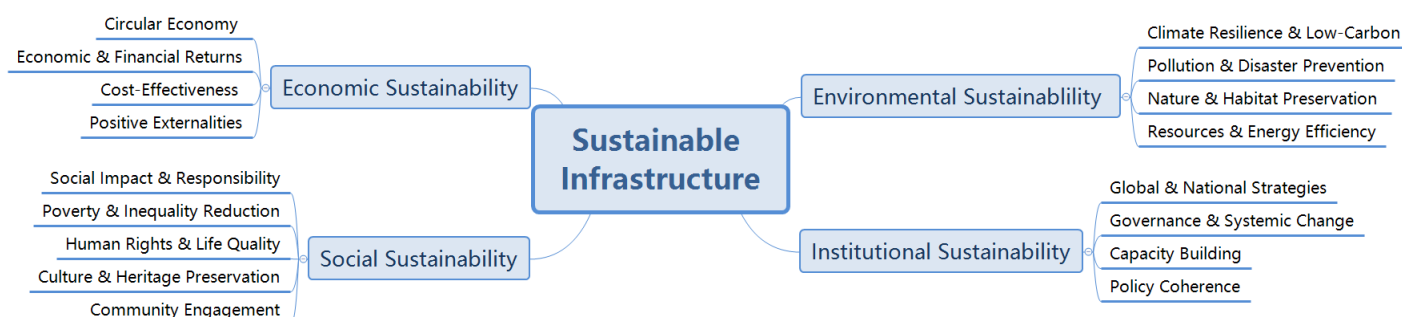 Circular Economy
Economic & Financial Returns
Cost-Effectiveness
Positive Externalities
Economic Sustainability
Social Impact & Responsibility
Poverty & Inequality Reduction
Human Rights & Life Quality
Culture & Heritage Preservation
Community Engagement
Social Sustainability
Sustainable
Infrastructure
Environmental Sustainablility
Climate Resilience & Low-Carbon
Pollution & Disaster Prevention
Nature & Habitat Preservation
Resources & Energy Efficiency
Institutional Sustainability
Global & National Strategies
Governance & Systemic Change
Capacity Building
Policy Coherence